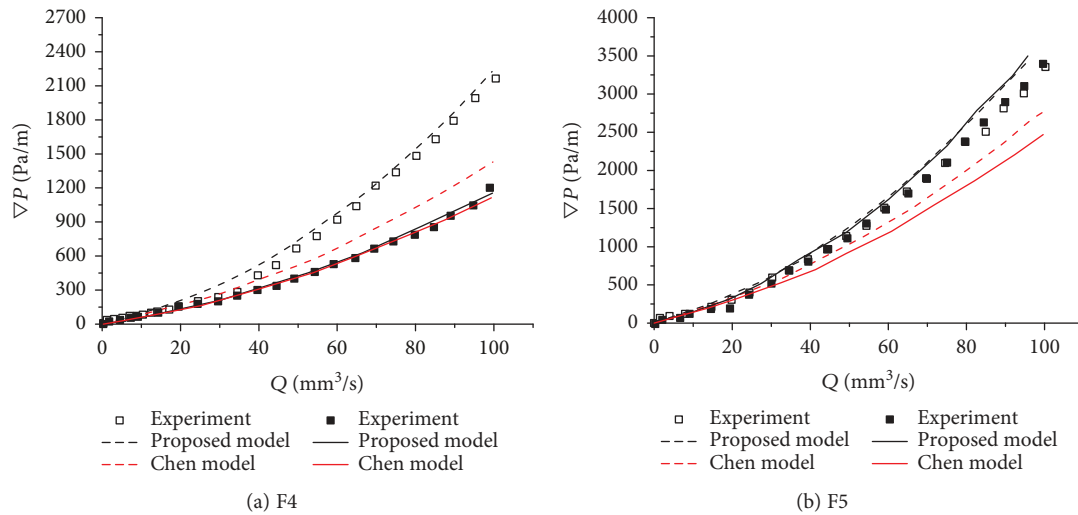 2700
2400
2100
1800
1500
1200
900
600
300
0
∇P (Pa/m)
0 20 40 60 80 100
Q (mm³/s)
Experiment Experiment
Proposed model Proposed model
Chen model Chen model
(a) F4
4000
3500
3000
2500
2000
1500
1000
500
0
∇P (Pa/m)
0 20 40 60 80 100
Q (mm³/s)
Experiment Experiment
Proposed model Proposed model
Chen model Chen model
(b) F5